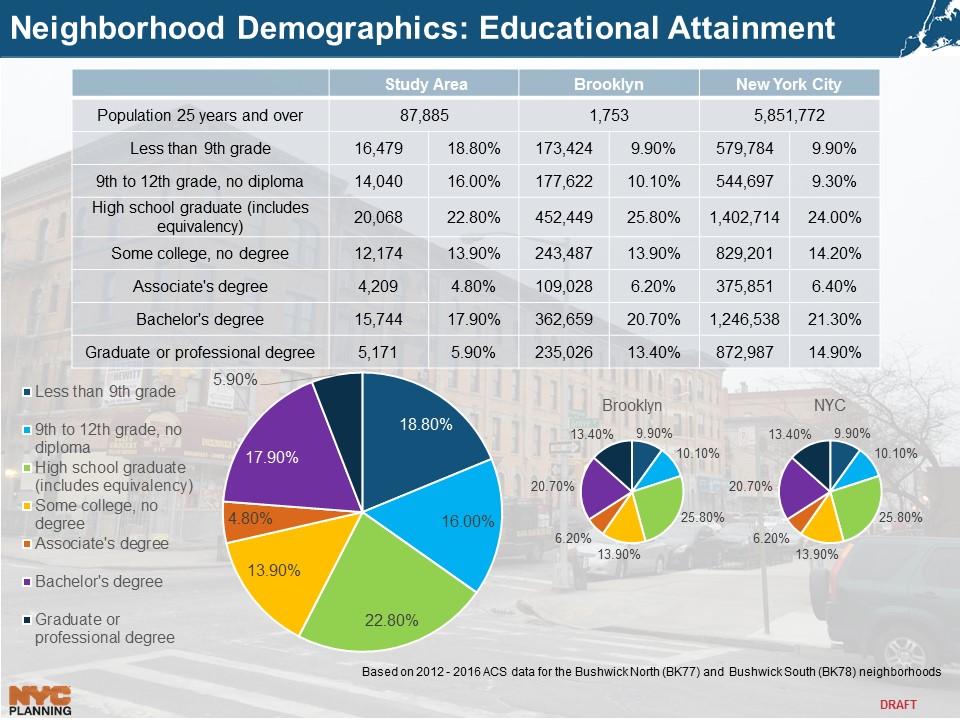 Neighborhood Demographics: Educational Attainment
Study Area Brooklyn New York City
Population 25 years and over 87,885 1,753 5,851,772
Less than 9th grade 16,479 18.80% 173,424 9.90% 579,784 9.90%
9th to 12th grade, no diploma 14,040 16.00% 177,622 10.10% 544,697 9.30%
High school graduate (includes
equivalency) 20,068 22.80% 452,449 25.80% 1,402,714 24.00%
Some college, no degree 12,174 13.90% 243,487 13.90% 829,201 14.20%
Associate's degree 4,209 4.80% 109,028 6.20% 375,851 6.40%
Bachelor's degree 15,744 17.90% 362,659 20.70% 1,246,538 21.30%
Graduate or professional degree 5,171 5.90% 235,026 13.40% 872,987 14.90%
Less than 9th grade
9th to 12th grade, no
diploma
High school graduate
(includes equivalency)
Some college, no
degree
Associate's degree
Bachelor's degree
Graduate or
professional degree
5.90%
18.80%
17.90%
4.80%
16.00%
13.90%
22.80%
Brooklyn
13.40% 9.90%
10.10%
20.70%
25.80%
6.20%
13.90%
NYC
13.40% 9.90%
10.10%
20.70%
25.80%
6.20%
13.90%
Based on 2012 - 2016 ACS data for the Bushwick North (BK77) and Bushwick South (BK78) neighborhoods
NYC
PLANNING
DRAFT